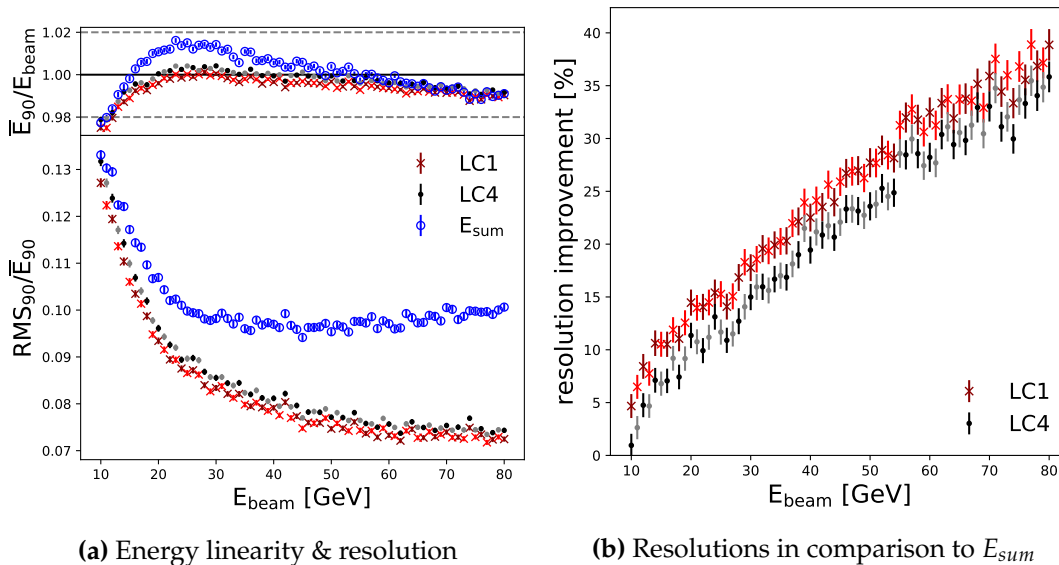 E̅90/Ebeam
1.02
1.00
0.98
RMS90/E̅90
0.13
0.12
0.11
0.10
0.09
0.08
0.07
LC1
LC4
Esum
10 20 30 40 50 60 70 80
Ebeam [GeV]
(a) Energy linearity & resolution
resolution improvement [%]
40
35
30
25
20
15
10
5
0
LC1
LC4
10 20 30 40 50 60 70 80
Ebeam [GeV]
(b) Resolutions in comparison to Esum